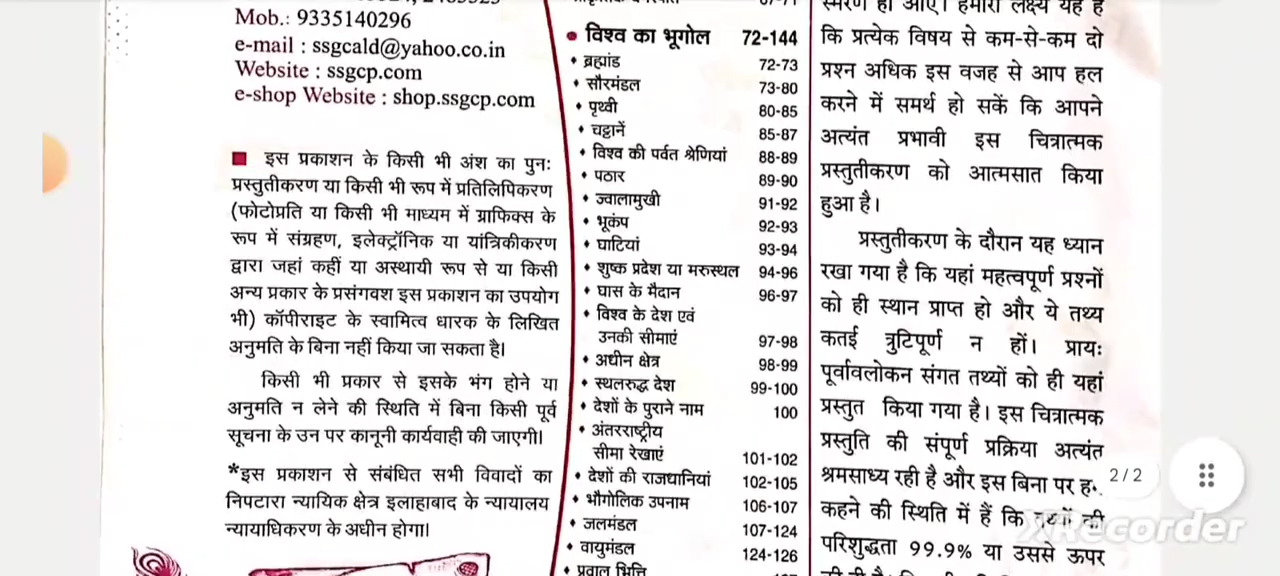 Mob.: 9335140296
e-mail : ssgcald@yahoo.co.in
Website : ssgcp.com
e-shop Website : shop.ssgcp.com
■ इस प्रकाशन के किसी भी अंश का पुनः
प्रस्तुतीकरण या किसी भी रूप में प्रतिलिपिकरण
(फोटोप्रति या किसी भी माध्यम में ग्राफिक्स के
रूप में संग्रहण, इलेक्ट्रॉनिक या यांत्रिकीकरण
द्वारा जहां कहीं या अस्थायी रूप से या किसी
अन्य प्रकार के प्रसंगवश इस प्रकाशन का उपयोग
भी) कॉपीराइट के स्वामित्व धारक के लिखित
अनुमति के बिना नहीं किया जा सकता है।
किसी भी प्रकार से इसके भंग होने या
अनुमति न लेने की स्थिति में बिना किसी पूर्व
सूचना के उन पर कानूनी कार्यवाही की जाएगी।
*इस प्रकाशन से संबंधित सभी विवादों का
निपटारा न्यायिक क्षेत्र इलाहाबाद के न्यायालय
न्यायाधिकरण के अधीन होगा।
• विश्व का भूगोल 72-144
♦ ब्रह्मांड 72-73
♦ सौरमंडल 73-80
♦ पृथ्वी 80-85
♦ चट्टानें 85-87
♦ विश्व की पर्वत श्रेणियां 88-89
♦ पठार 89-90
♦ ज्वालामुखी 91-92
♦ भूकंप 92-93
♦ घाटियां 93-94
♦ शुष्क प्रदेश या मरुस्थल 94-96
♦ घास के मैदान 96-97
♦ विश्व के देश एवं
उनकी सीमाएं 97-98
♦ अधीन क्षेत्र 98-99
♦ स्थलरुद्ध देश 99-100
♦ देशों के पुराने नाम 100
♦ अंतरराष्ट्रीय
सीमा रेखाएं 101-102
♦ देशों की राजधानियां 102-105
♦ भौगोलिक उपनाम 106-107
♦ जलमंडल 107-124
♦ वायुमंडल 124-126
♦ प्रवाल भित्ति
स्मरण हो आए। हमारा लक्ष्य यह है
कि प्रत्येक विषय से कम-से-कम दो
प्रश्न अधिक इस वजह से आप हल
करने में समर्थ हो सकें कि आपने
अत्यंत प्रभावी इस चित्रात्मक
प्रस्तुतीकरण को आत्मसात किया
हुआ है।
प्रस्तुतीकरण के दौरान यह ध्यान
रखा गया है कि यहां महत्वपूर्ण प्रश्नों
को ही स्थान प्राप्त हो और ये तथ्य
कतई त्रुटिपूर्ण न हों। प्रायः
पूर्वावलोकन संगत तथ्यों को ही यहां
प्रस्तुत किया गया है। इस चित्रात्मक
प्रस्तुति की संपूर्ण प्रक्रिया अत्यंत
श्रमसाध्य रही है और इस बिना पर
कहने की स्थिति में हैं कि तथ्यों की
परिशुद्धता 99.9% या उससे ऊपर
2/2
XRecorder